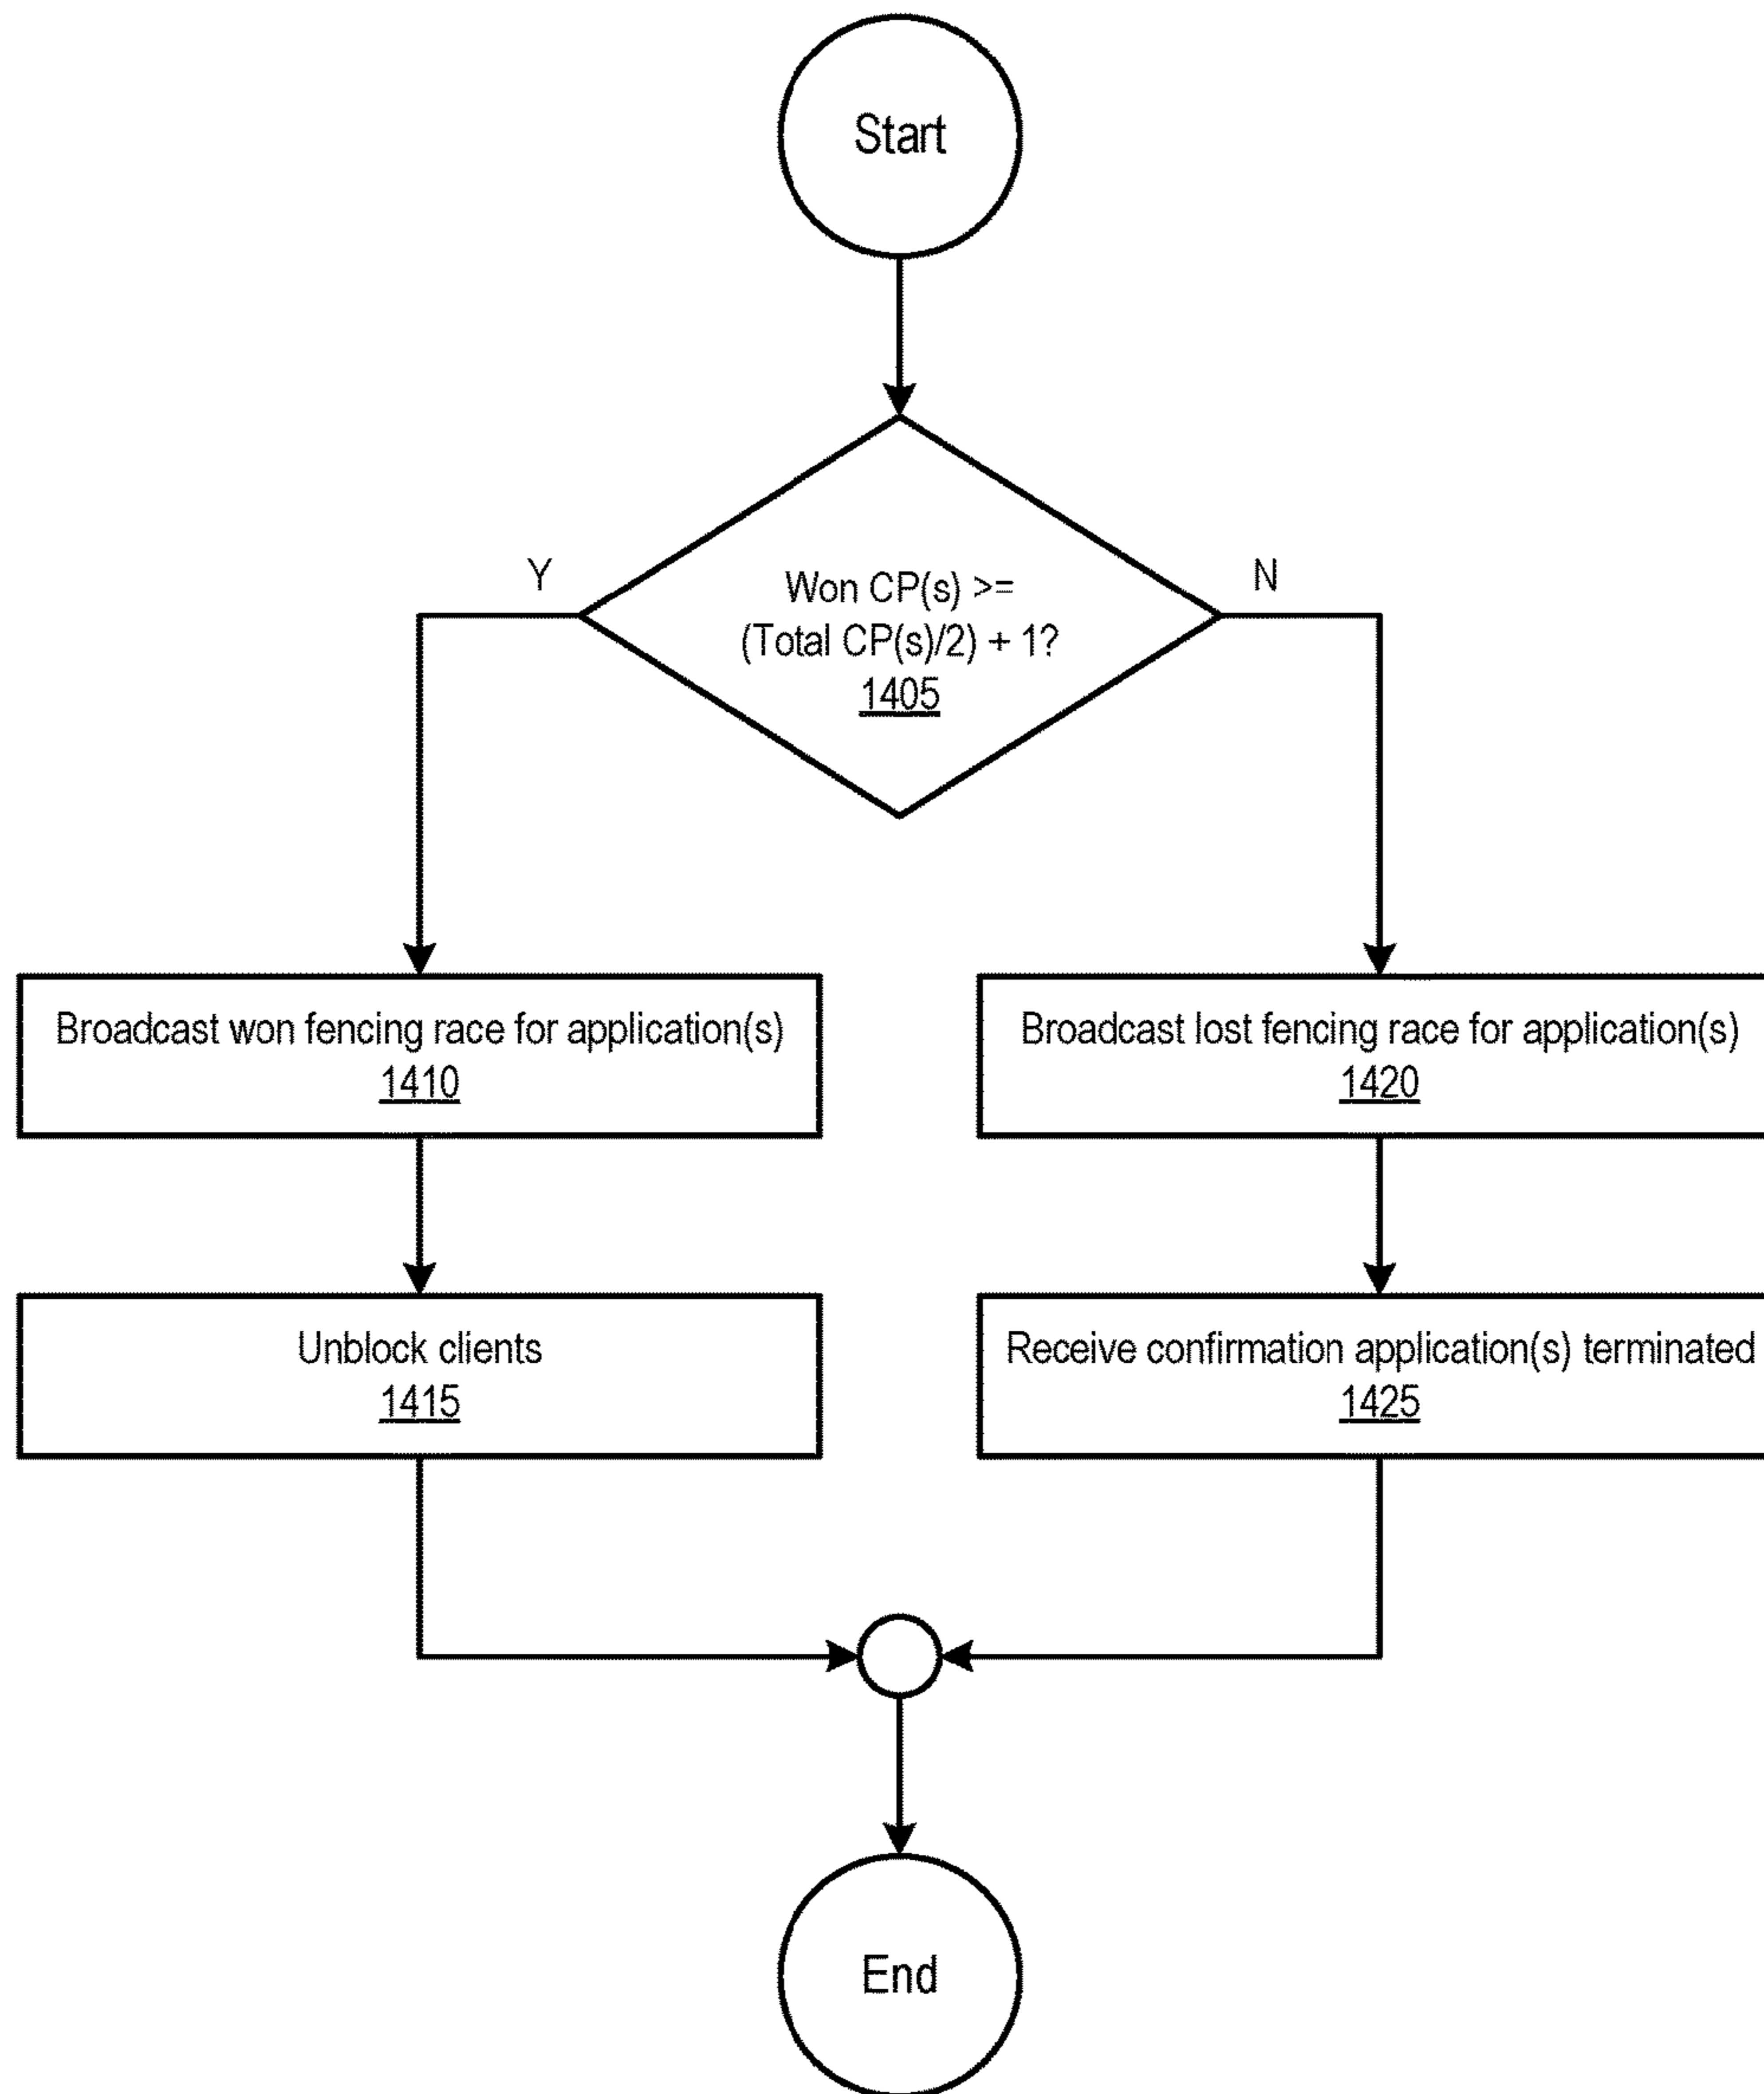 Start
Y
N
Won CP(s) >=
(Total CP(s)/2) + 1?
1405
Broadcast won fencing race for application(s)
1410
Broadcast lost fencing race for application(s)
1420
Unblock clients
1415
Receive confirmation application(s) terminated
1425
End